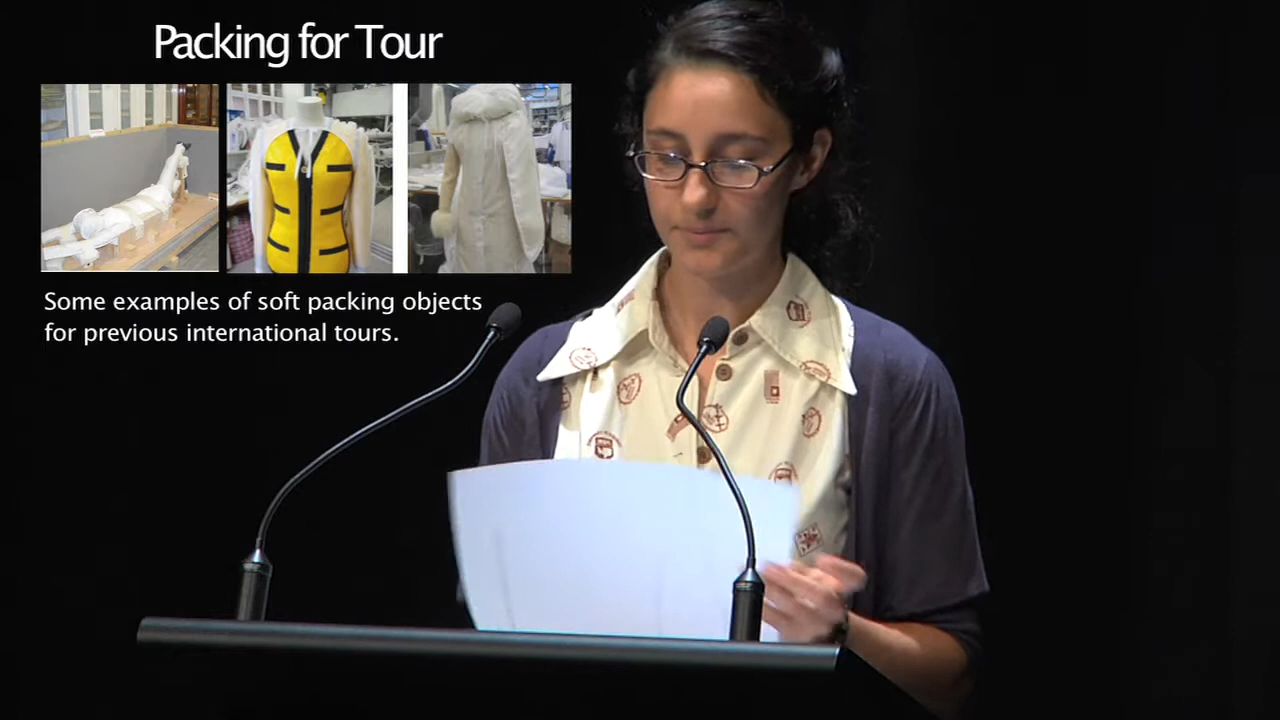 Packing for Tour
Some examples of soft packing objects
for previous international tours.